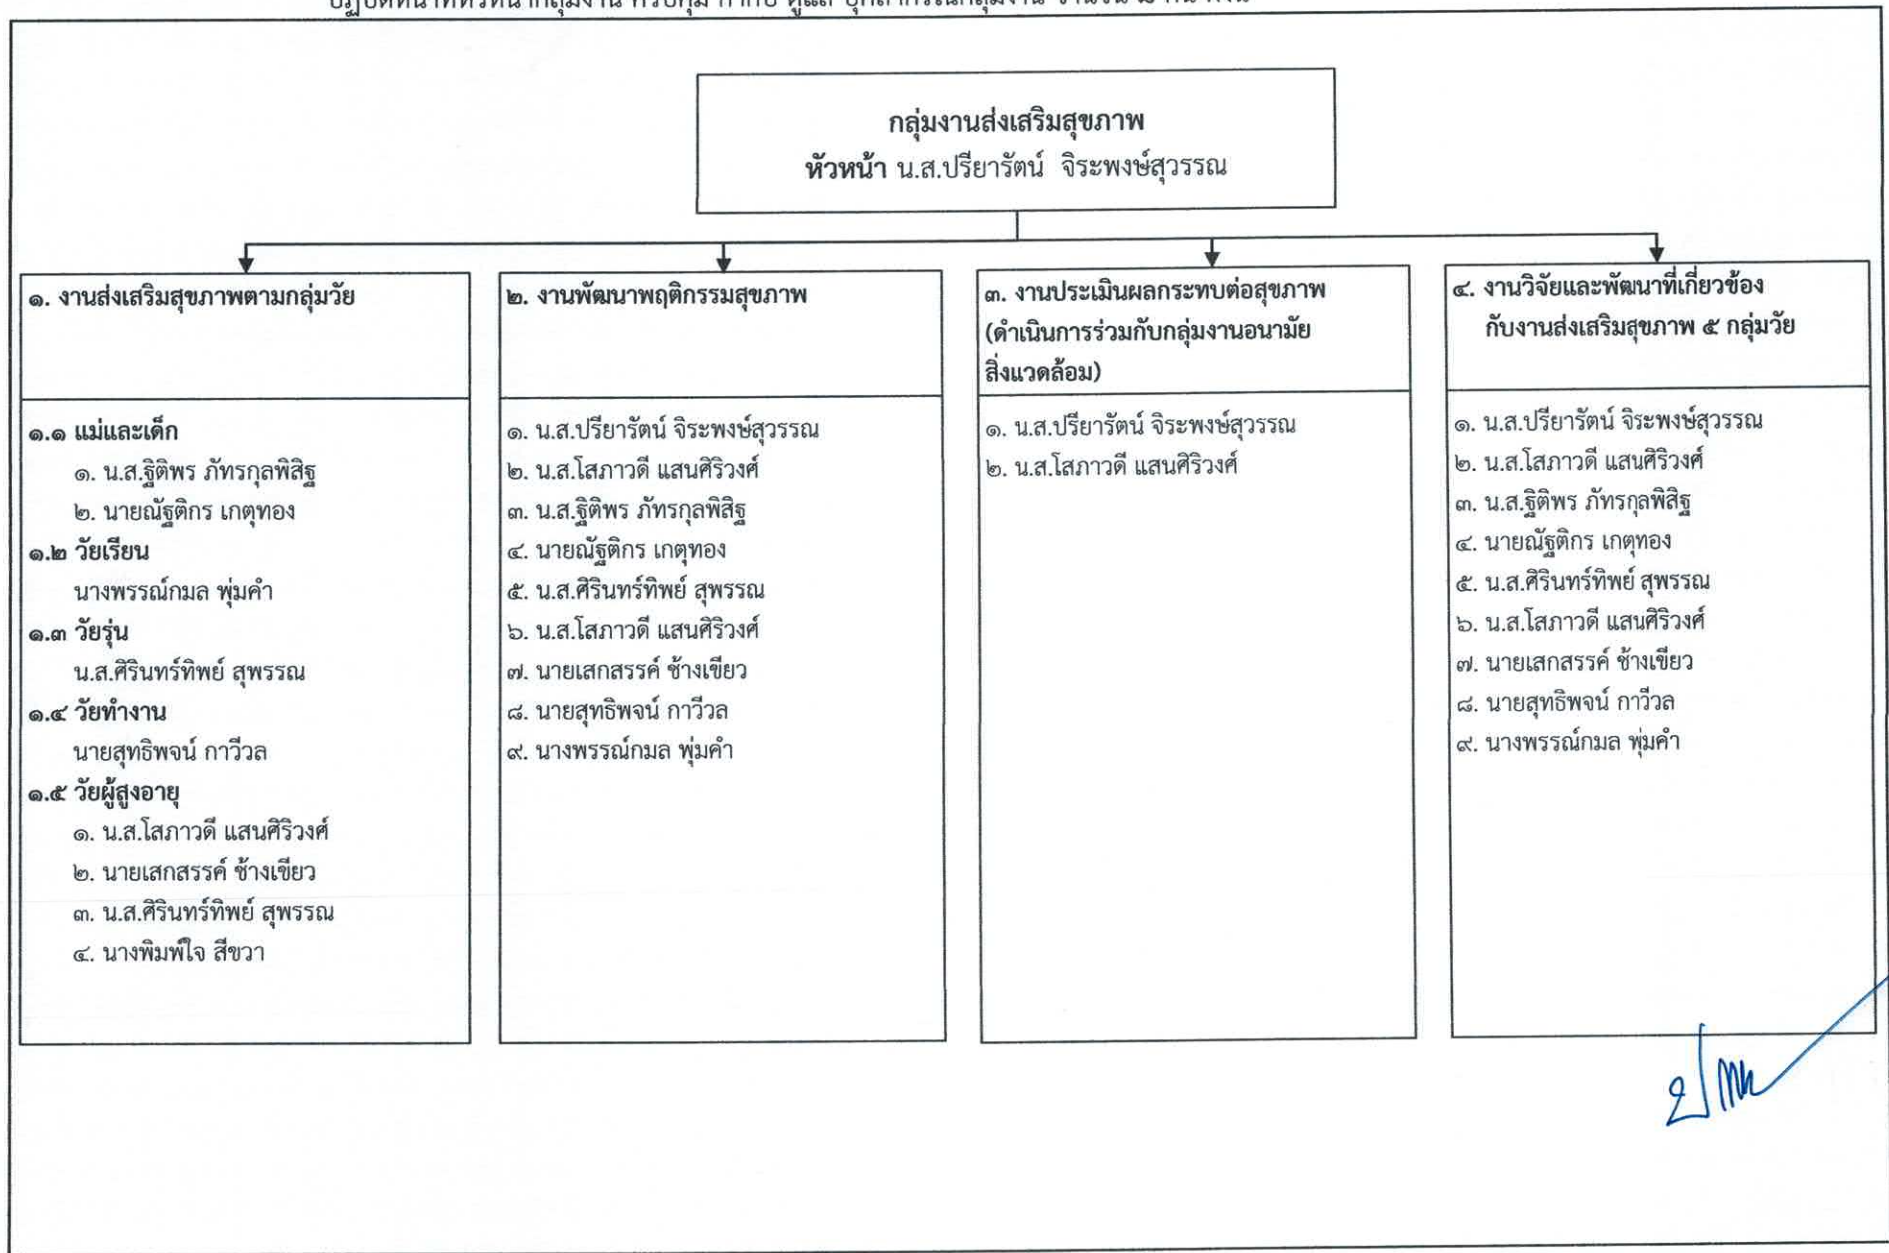 กลุ่มงานส่งเสริมสุขภาพ
หัวหน้า น.ส.ปรียารัตน์ จิระพงษ์สุวรรณ
๑. งานส่งเสริมสุขภาพตามกลุ่มวัย
๑.๑ แม่และเด็ก
๑. น.ส.ฐิติพร ภัทรกุลพิสิฐ
๒. นายณัฐติกร เกตุทอง
๑.๒ วัยเรียน
นางพรรณ์กมล พุ่มคำ
๑.๓ วัยรุ่น
น.ส.ศิรินทร์ทิพย์ สุพรรณ
๑.๔ วัยทำงาน
นายสุทธิพจน์ กาวีวล
๑.๕ วัยผู้สูงอายุ
๑. น.ส.โสภาวดี แสนศิริวงศ์
๒. นายเสกสรรค์ ช้างเขียว
๓. น.ส.ศิรินทร์ทิพย์ สุพรรณ
๔. นางพิมพ์ใจ สีขวา
๒. งานพัฒนาพฤติกรรมสุขภาพ
๑. น.ส.ปรียารัตน์ จิระพงษ์สุวรรณ
๒. น.ส.โสภาวดี แสนศิริวงศ์
๓. น.ส.ฐิติพร ภัทรกุลพิสิฐ
๔. นายณัฐติกร เกตุทอง
๕. น.ส.ศิรินทร์ทิพย์ สุพรรณ
๖. น.ส.โสภาวดี แสนศิริวงศ์
๗. นายเสกสรรค์ ช้างเขียว
๘. นายสุทธิพจน์ กาวีวล
๙. นางพรรณ์กมล พุ่มคำ
๓. งานประเมินผลกระทบต่อสุขภาพ
(ดำเนินการร่วมกับกลุ่มงานอนามัย
สิ่งแวดล้อม)
๑. น.ส.ปรียารัตน์ จิระพงษ์สุวรรณ
๒. น.ส.โสภาวดี แสนศิริวงศ์
๔. งานวิจัยและพัฒนาที่เกี่ยวข้อง
กับงานส่งเสริมสุขภาพ ๕ กลุ่มวัย
๑. น.ส.ปรียารัตน์ จิระพงษ์สุวรรณ
๒. น.ส.โสภาวดี แสนศิริวงศ์
๓. น.ส.ฐิติพร ภัทรกุลพิสิฐ
๔. นายณัฐติกร เกตุทอง
๕. น.ส.ศิรินทร์ทิพย์ สุพรรณ
๖. น.ส.โสภาวดี แสนศิริวงศ์
๗. นายเสกสรรค์ ช้างเขียว
๘. นายสุทธิพจน์ กาวีวล
๙. นางพรรณ์กมล พุ่มคำ